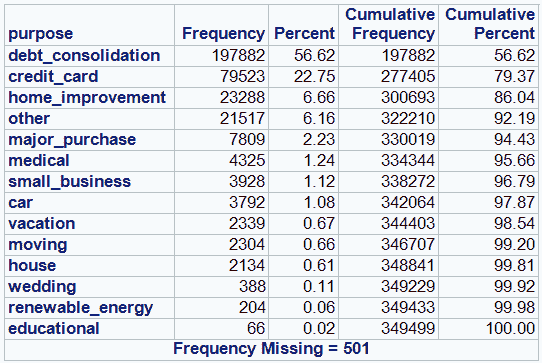 purpose Frequency Percent Cumulative Frequency Cumulative Percent
debt_consolidation 197882 56.62 197882 56.62
credit_card 79523 22.75 277405 79.37
home_improvement 23288 6.66 300693 86.04
other 21517 6.16 322210 92.19
major_purchase 7809 2.23 330019 94.43
medical 4325 1.24 334344 95.66
small_business 3928 1.12 338272 96.79
car 3792 1.08 342064 97.87
vacation 2339 0.67 344403 98.54
moving 2304 0.66 346707 99.20
house 2134 0.61 348841 99.81
wedding 388 0.11 349229 99.92
renewable_energy 204 0.06 349433 99.98
educational 66 0.02 349499 100.00
Frequency Missing = 501